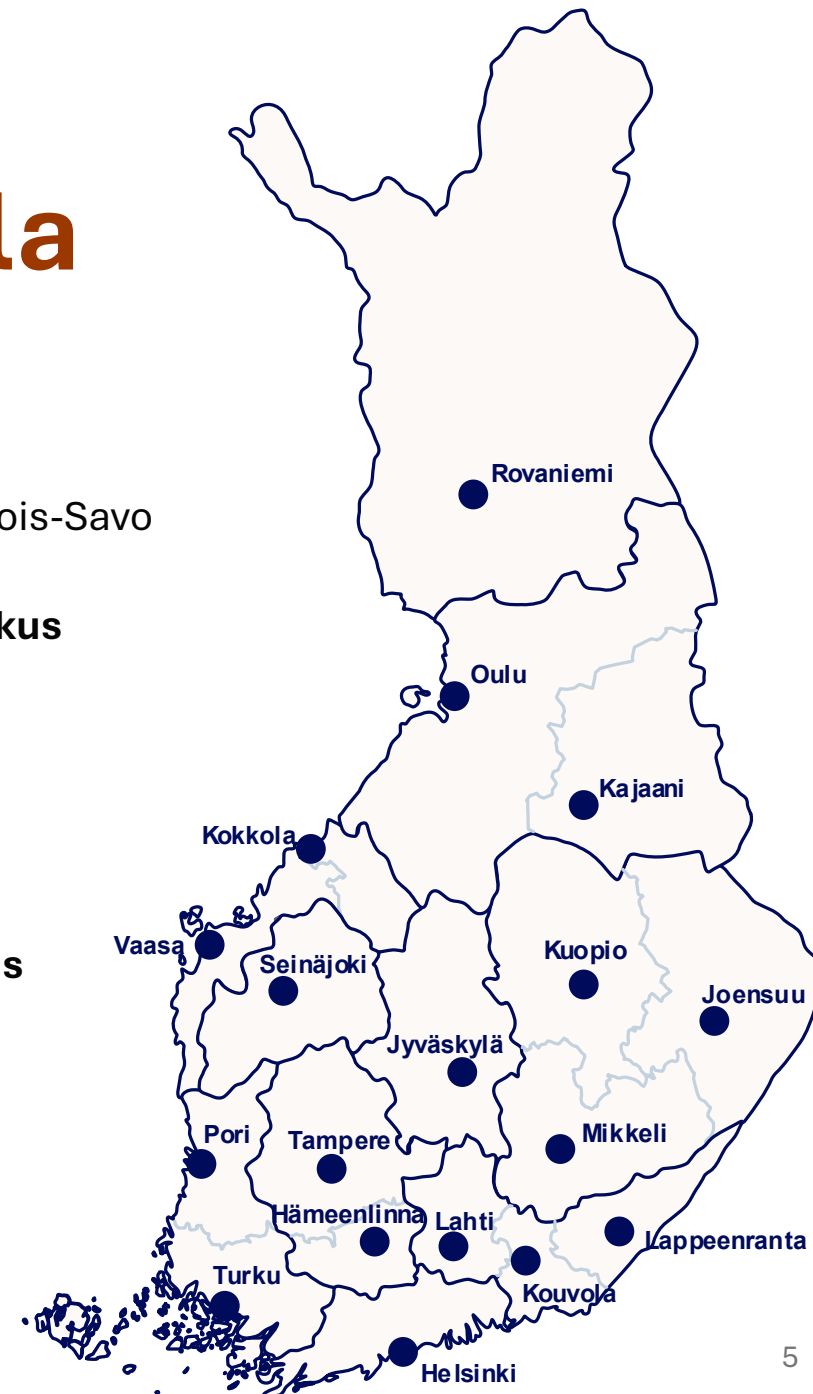 la
ois-Savo
kus
s
Rovaniemi
Oulu
Kajaani
Kokkola
Vaasa
Seinäjoki
Kuopio
Joensuu
Jyväskylä
Pori
Tampere
Mikkeli
Hämeenlinna
Lahti
Lappeenranta
Turku
Kouvola
Helsinki
5